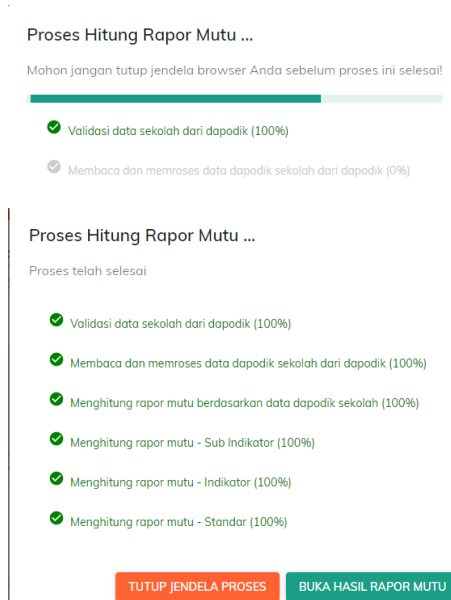 Proses Hitung Rapor Mutu ...
Mohon jangan tutup jendela browser Anda sebelum proses ini selesai!
Validasi data sekolah dari dapodik (100%)
Membaca dan memroses data dapodik sekolah dari dapodik (0%)
Proses Hitung Rapor Mutu ...
Proses telah selesai
Validasi data sekolah dari dapodik (100%)
Membaca dan memroses data dapodik sekolah dari dapodik (100%)
Menghitung rapor mutu berdasarkan data dapodik sekolah (100%)
Menghitung rapor mutu - Sub Indikator (100%)
Menghitung rapor mutu - Indikator (100%)
Menghitung rapor mutu - Standar (100%)
TUTUP JENDELA PROSES BUKA HASIL RAPOR MUTU